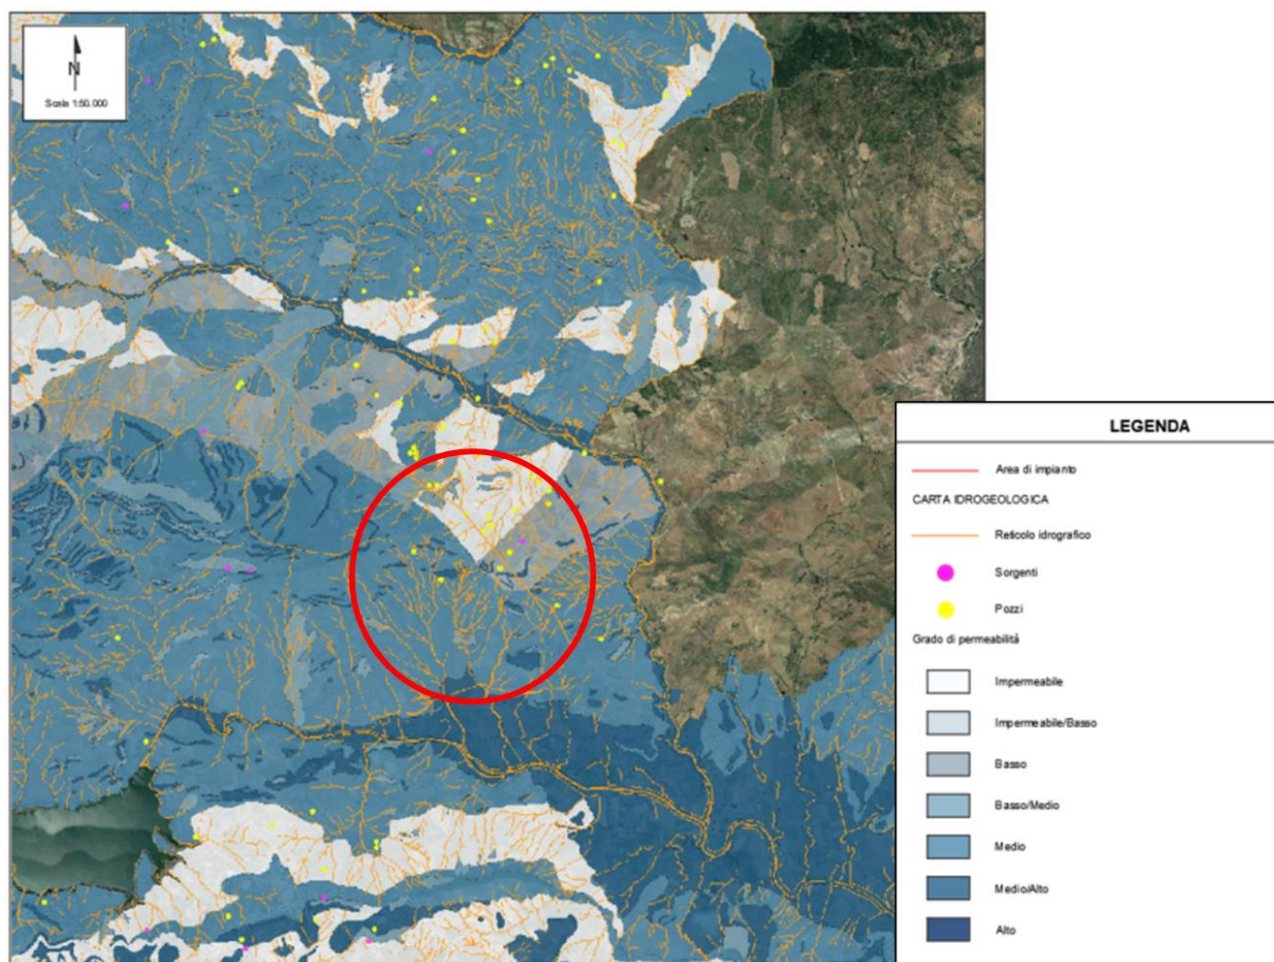 N
Scala 1:50.000
LEGENDA
Area di impianto
CARTA IDROGEOLOGICA
Reticolo idrografico
Sorgenti
Pozzi
Grado di permeabilità
Impermeabile
Impermeabile/Basso
Basso
Basso/Medio
Medio
Medio/Alto
Alto